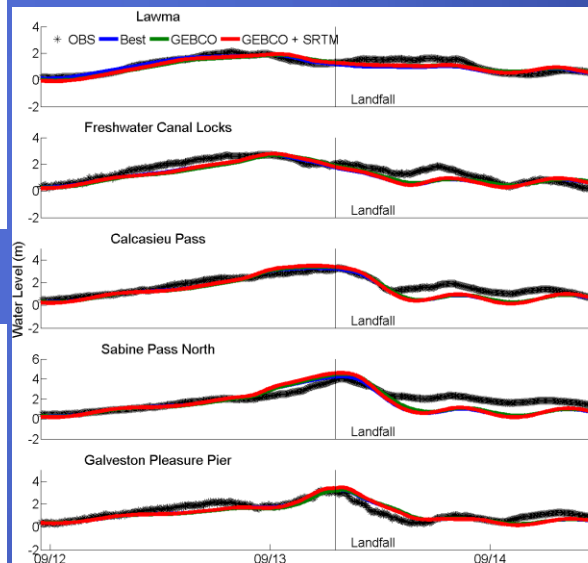 Lawma
OBS Best GEBCO GEBCO + SRTM
4
2
0
-2
Landfall
Freshwater Canal Locks
4
2
0
-2
Landfall
Calcasieu Pass
4
2
0
-2
Landfall
Water Level (m)
Sabine Pass North
6
4
2
0
-2
Landfall
Galveston Pleasure Pier
4
2
0
-2
Landfall
09/12 09/13 09/14